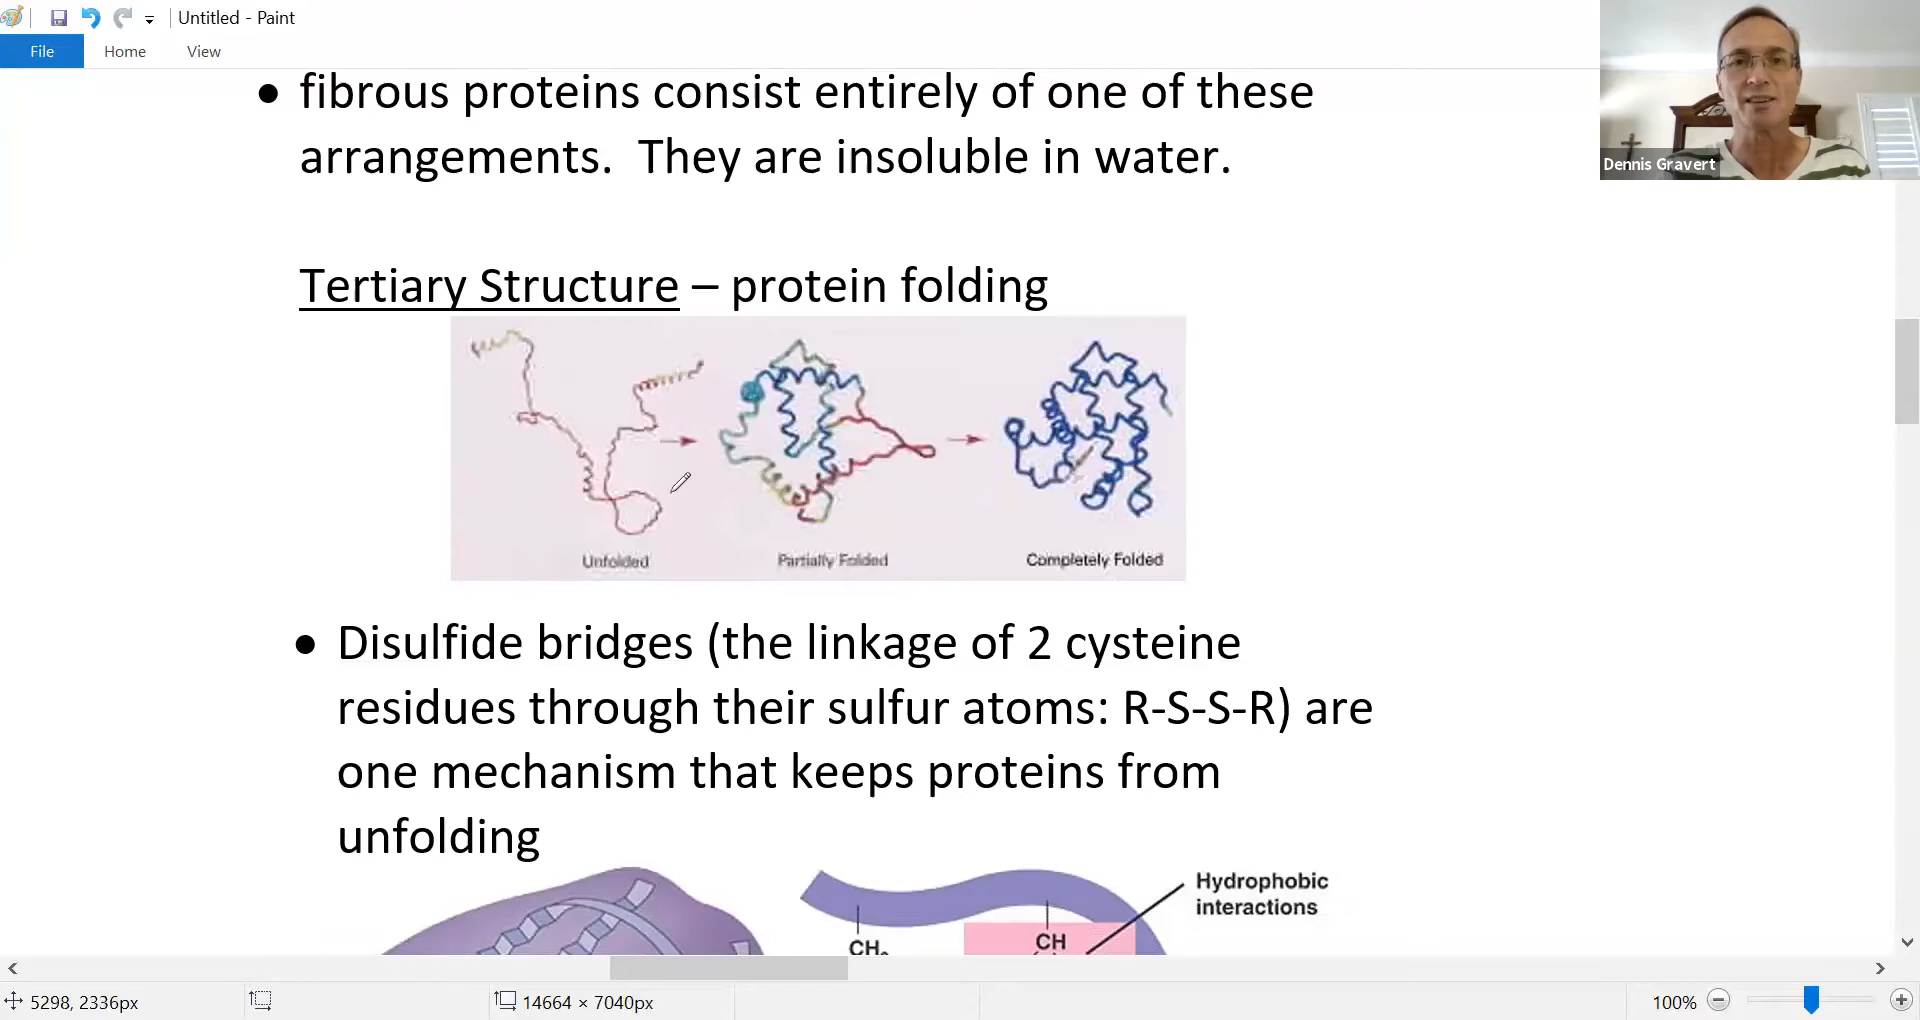 Untitled - Paint
File Home View
Dennis Gravert
• fibrous proteins consist entirely of one of these
arrangements. They are insoluble in water.
Tertiary Structure – protein folding
Unfolded Partially Folded Completely Folded
• Disulfide bridges (the linkage of 2 cysteine
residues through their sulfur atoms: R-S-S-R) are
one mechanism that keeps proteins from
unfolding
Hydrophobic
interactions
CH
5298, 2336px 14664 × 7040px 100%